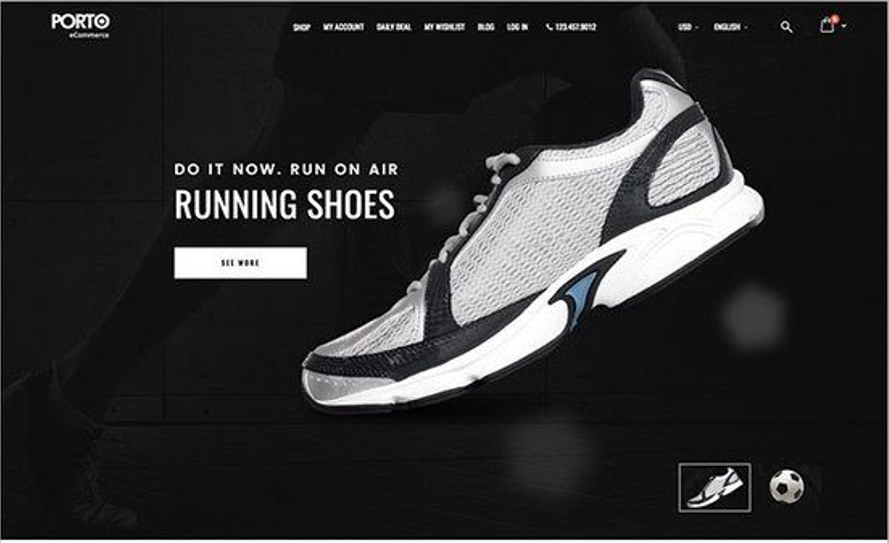 PORTO
eCommerce
SHOP MY ACCOUNT DAILY DEAL MY WISHLIST BLOG LOG IN 123.457.9012 USD ENGLISH
DO IT NOW. RUN ON AIR
RUNNING SHOES
SEE MORE